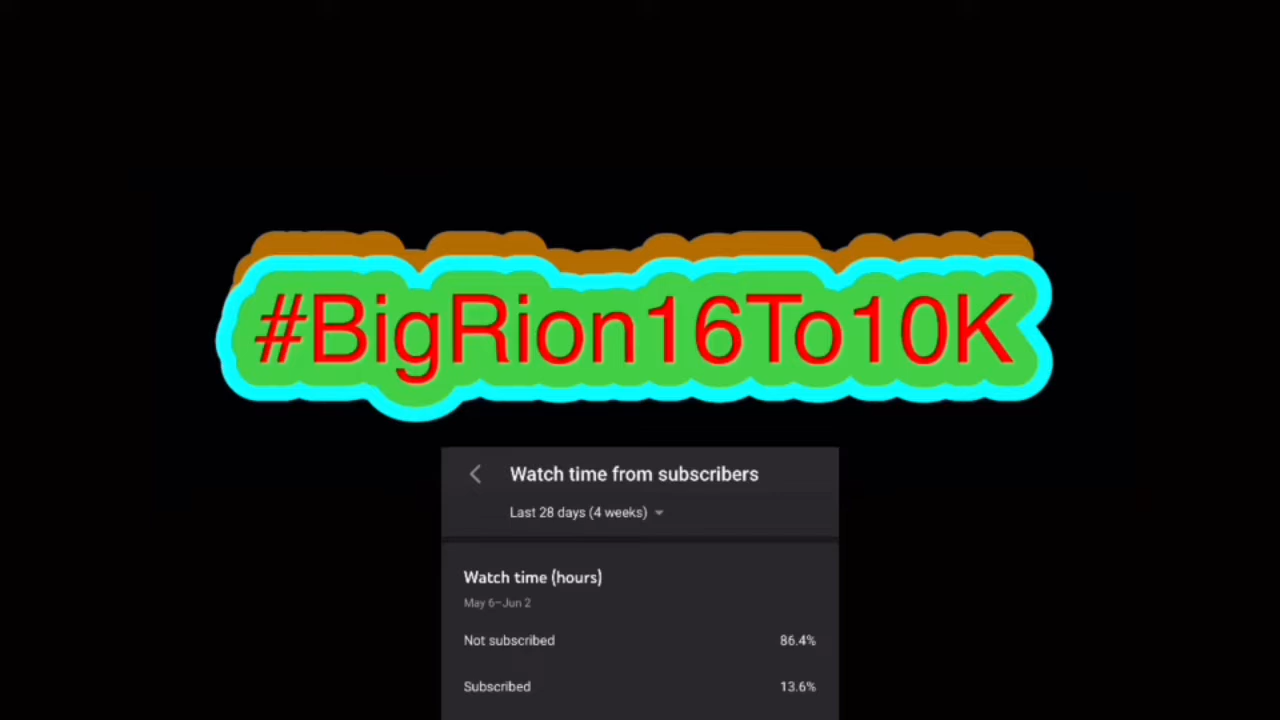 #BigRion16To10K
Watch time from subscribers
Last 28 days (4 weeks)
Watch time (hours)
May 6–Jun 2
Not subscribed 86.4%
Subscribed 13.6%